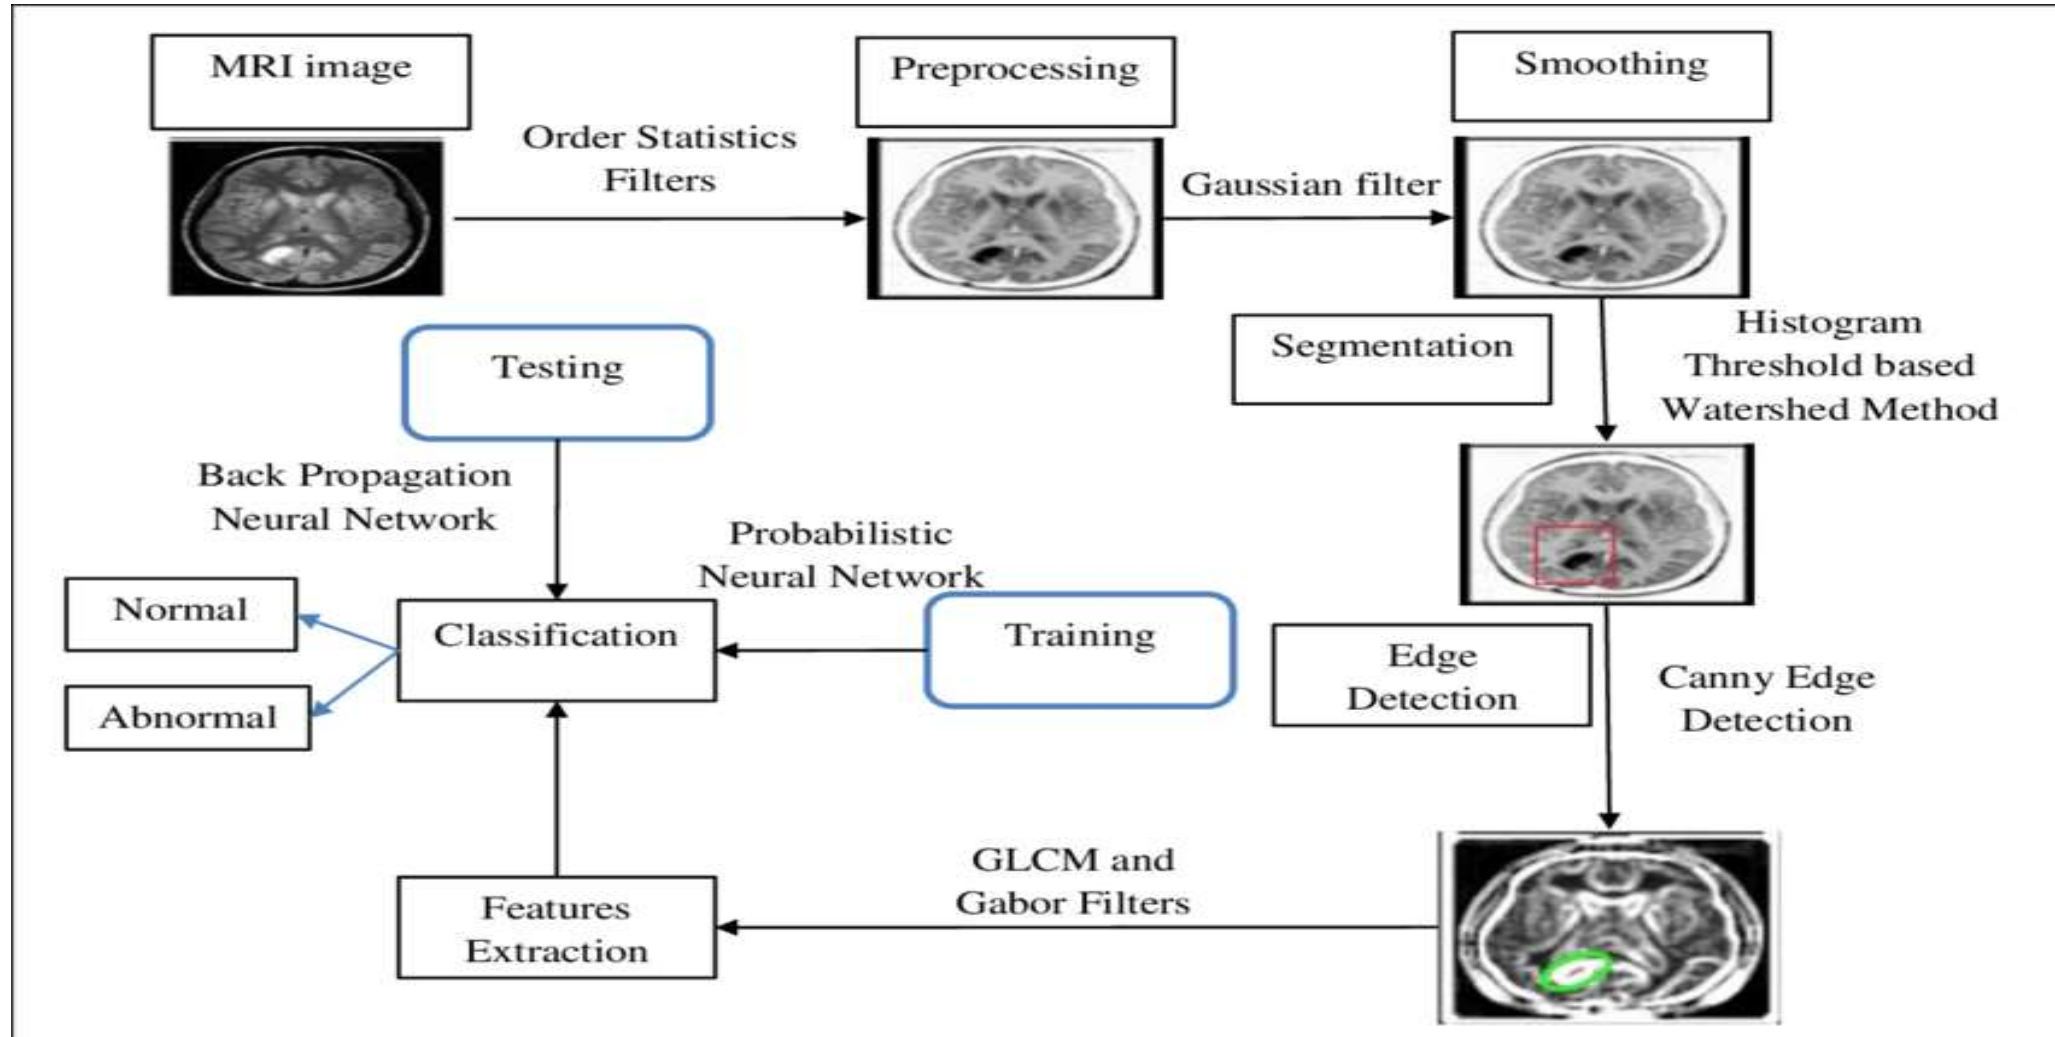 MRI image
Preprocessing
Smoothing
Order Statistics
Filters
Gaussian filter
Segmentation
Histogram
Threshold based
Watershed Method
Testing
Back Propagation
Neural Network
Probabilistic
Neural Network
Normal
Classification
Training
Abnormal
Edge
Detection
Canny Edge
Detection
GLCM and
Gabor Filters
Features
Extraction